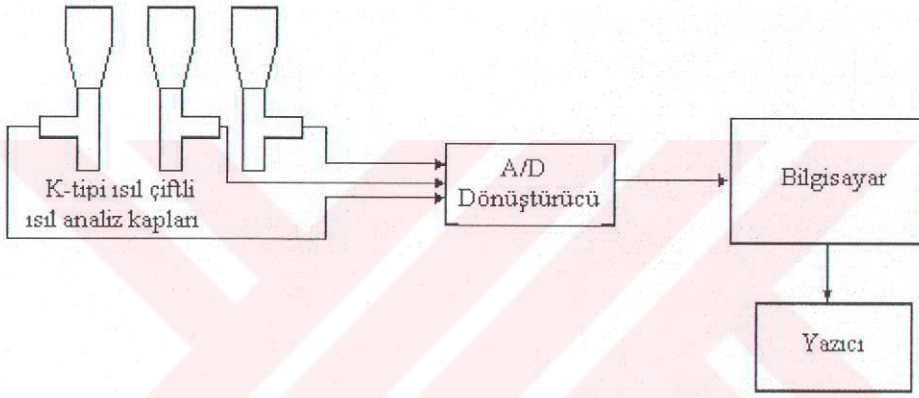 K-tipi ısıl çiftli
ısıl analiz kapları
A/D
Dönüştürücü
Bilgisayar
Yazıcı